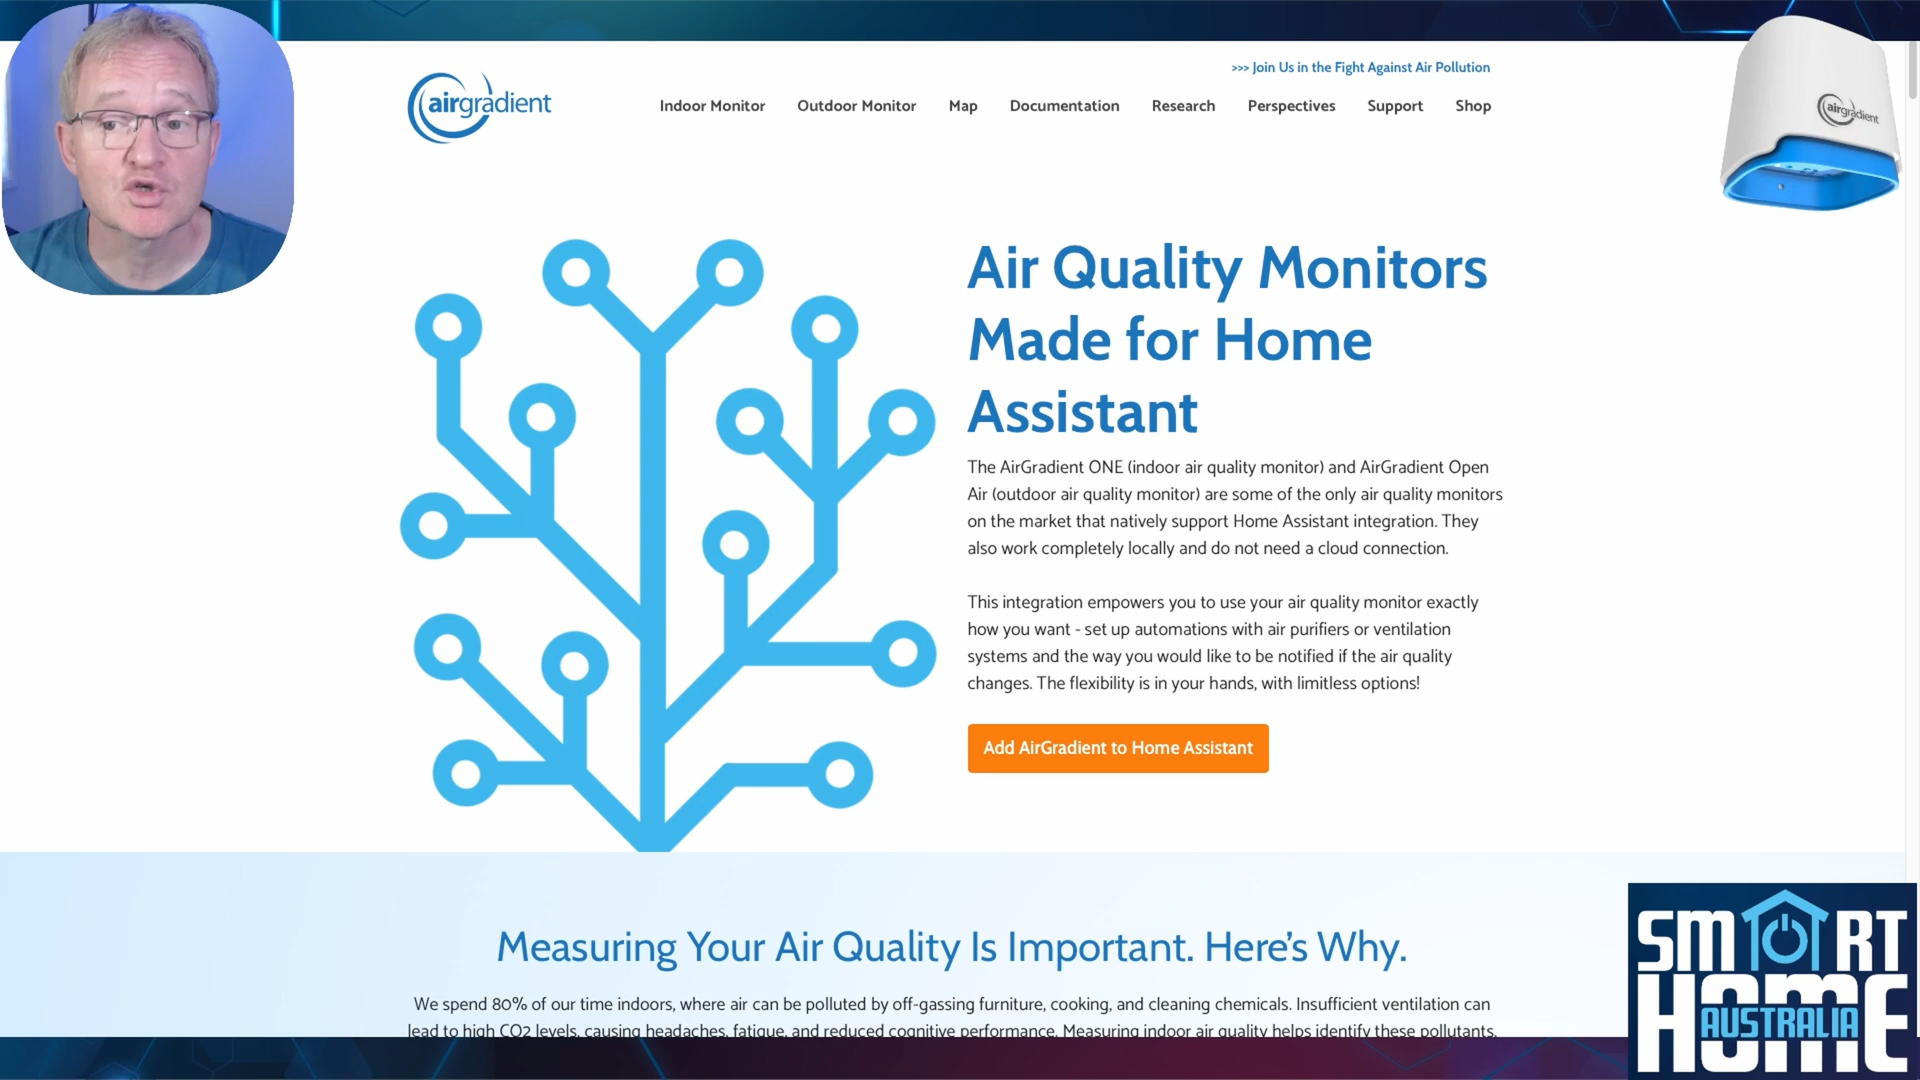 >>> Join Us in the Fight Against Air Pollution
airgradient
Indoor Monitor Outdoor Monitor Map Documentation Research Perspectives Support Shop
airgradient
Air Quality Monitors
Made for Home
Assistant
The AirGradient ONE (indoor air quality monitor) and AirGradient Open
Air (outdoor air quality monitor) are some of the only air quality monitors
on the market that natively support Home Assistant integration. They
also work completely locally and do not need a cloud connection.
This integration empowers you to use your air quality monitor exactly
how you want - set up automations with air purifiers or ventilation
systems and the way you would like to be notified if the air quality
changes. The flexibility is in your hands, with limitless options!
Add AirGradient to Home Assistant
Measuring Your Air Quality Is Important. Here's Why.
We spend 80% of our time indoors, where air can be polluted by off-gassing furniture, cooking, and cleaning chemicals. Insufficient ventilation can
lead to high CO2 levels, causing headaches, fatigue, and reduced cognitive performance. Measuring indoor air quality helps identify these pollutants,
SMART
HOME
AUSTRALIA